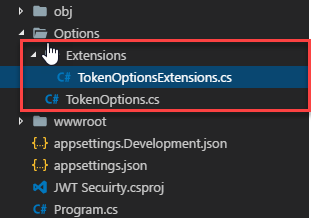 obj
Options
Extensions
C# TokenOptionsExtensions.cs
C# TokenOptions.cs
wwwroot
{..} appsettings.Development.json
{..} appsettings.json
JWT Secuirty.csproj
C# Program.cs